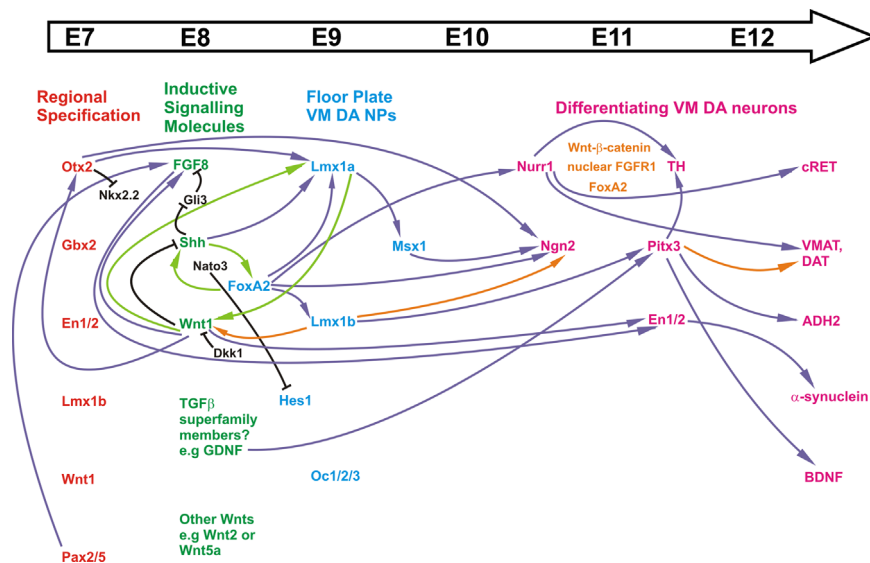 E7 E8 E9 E10 E11 E12
Regional
Specification
Inductive
Signalling
Molecules
Floor Plate
VM DA NPs
Differentiating VM DA neurons
Otx2
Nkx2.2
Gbx2
En1/2
Lmx1b
Wnt1
Pax2/5
FGF8
Gli3
Shh
Nato3
Wnt1
Dkk1
TGFβ
superfamily
members?
e.g GDNF
Other Wnts
e.g Wnt2 or
Wnt5a
Lmx1a
Msx1
FoxA2
Lmx1b
Hes1
Oc1/2/3
Nurr1
Wnt-β-catenin
nuclear FGFR1
FoxA2
TH
Ngn2
Pitx3
En1/2
cRET
VMAT,
DAT
ADH2
α-synuclein
BDNF